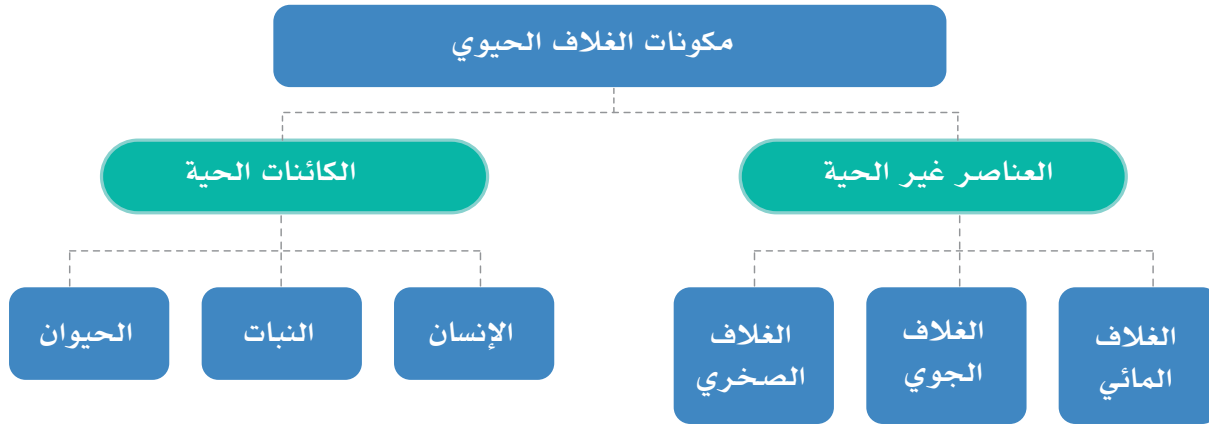 مكونات الغلاف الحيوي
العناصر غير الحية
الكائنات الحية
الغلاف
المائي
الغلاف
الجوي
الغلاف
الصخري
الإنسان
النبات
الحيوان